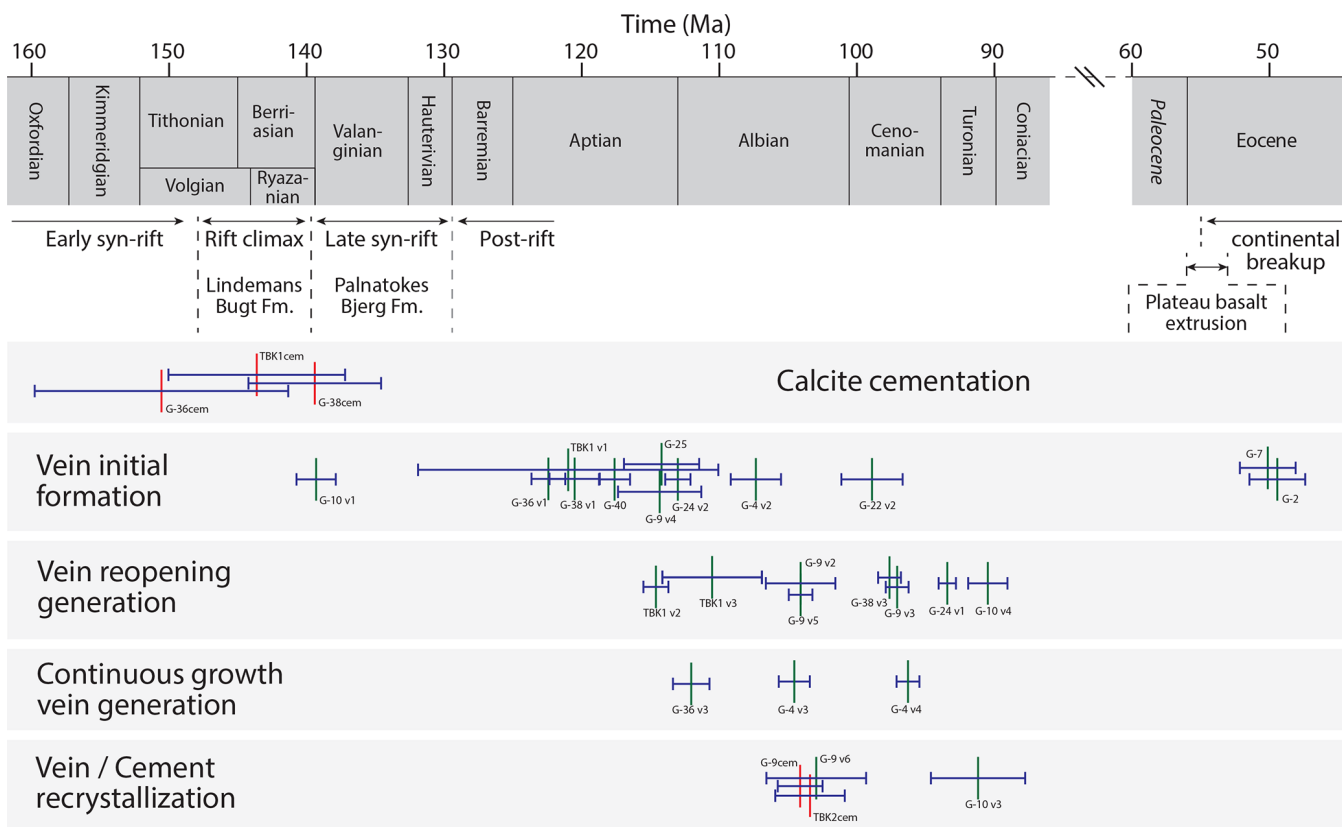 Time (Ma)
160 150 140 130 120 110 100 90 60 50
Oxfordian
Kimmeridgian
Tithonian
Volgian
Berri-
asian
Ryaza-
nian
Valan-
ginian
Hauterivian
Barremian
Aptian
Albian
Ceno-
manian
Turonian
Coniacian
Paleocene
Eocene
Early syn-rift
Rift climax
Late syn-rift
Post-rift
continental
breakup
Lindemans
Bugt Fm.
Palnatokes
Bjerg Fm.
Plateau basalt
extrusion
TBK1cem
G-36cem
G-38cem
Calcite cementation
Vein initial
formation
G-10 v1
TBK1 v1
G-25
G-36 v1
G-38 v1
G-40
G-24 v2
G-9 v4
G-4 v2
G-22 v2
G-7
G-2
Vein reopening
generation
TBK1 v2
TBK1 v3
G-9 v2
G-9 v5
G-38 v3
G-9 v3
G-24 v1
G-10 v4
Continuous growth
vein generation
G-36 v3
G-4 v3
G-4 v4
Vein / Cement
recrystallization
G-9cem
G-9 v6
TBK2cem
G-10 v3